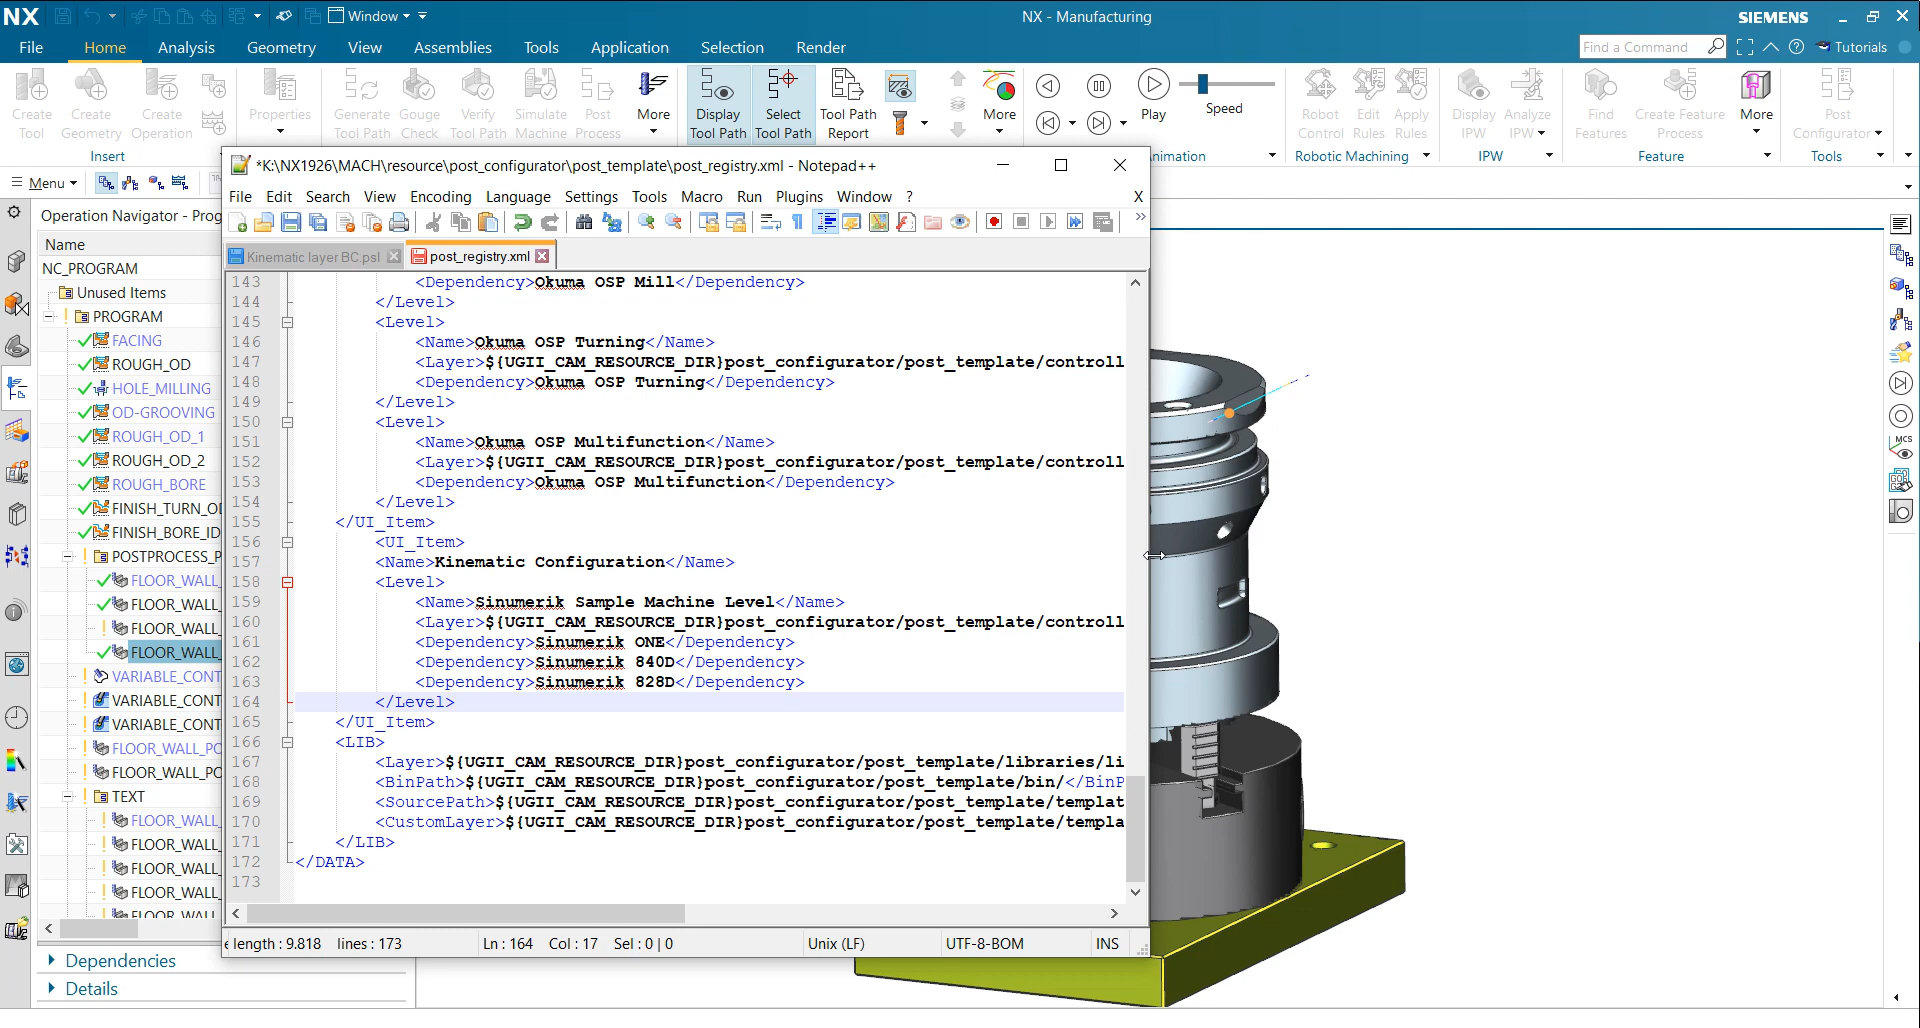 NX
Window
NX - Manufacturing
SIEMENS
File Home Analysis Geometry View Assemblies Tools Application Selection Render
Find a Command
Tutorials
Create Tool
Create Geometry
Create Operation
Properties
Generate Tool Path
Gouge Check
Verify Tool Path
Simulate Machine
Post Process
More
Display Tool Path
Select Tool Path
Tool Path Report
More
Play
Speed
Robot Control
Edit Rules
Apply Rules
Display IPW
Analyze IPW
Find Features
Create Feature Process
More
Post Configurator
Insert
Robotic Machining
IPW
Feature
Tools
Menu
Operation Navigator - Prog
Name
NC_PROGRAM
Unused Items
PROGRAM
FACING
ROUGH_OD
HOLE_MILLING
OD-GROOVING
ROUGH_OD_1
ROUGH_OD_2
ROUGH_BORE
FINISH_TURN_O
FINISH_BORE_ID
POSTPROCESS_P
FLOOR_WALL_
FLOOR_WALL_
FLOOR_WALL_
FLOOR_WALL_
VARIABLE_CONT
VARIABLE_CONT
VARIABLE_CONT
FLOOR_WALL_PO
FLOOR_WALL_PO
TEXT
FLOOR_WALL_
FLOOR_WALL_
FLOOR_WALL_
FLOOR_WALL_
FLOOR_WALL
Dependencies
Details
*K:\NX1926\MACH\resource\post_configurator\post_template\post_registry.xml - Notepad++
File Edit Search View Encoding Language Settings Tools Macro Run Plugins Window ? X
Kinematic layer BC.psl post_registry.xml
143 <Dependency>Okuma OSP Mill</Dependency>
144 </Level>
145 <Level>
146 <Name>Okuma OSP Turning</Name>
147 <Layer>${UGII_CAM_RESOURCE_DIR}post_configurator/post_template/controll
148 <Dependency>Okuma OSP Turning</Dependency>
149 </Level>
150 <Level>
151 <Name>Okuma OSP Multifunction</Name>
152 <Layer>${UGII_CAM_RESOURCE_DIR}post_configurator/post_template/controll
153 <Dependency>Okuma OSP Multifunction</Dependency>
154 </Level>
155 </UI_Item>
156 <UI_Item>
157 <Name>Kinematic Configuration</Name>
158 <Level>
159 <Name>Sinumerik Sample Machine Level</Name>
160 <Layer>${UGII_CAM_RESOURCE_DIR}post_configurator/post_template/controll
161 <Dependency>Sinumerik ONE</Dependency>
162 <Dependency>Sinumerik 840D</Dependency>
163 <Dependency>Sinumerik 828D</Dependency>
164 </Level>
165 </UI_Item>
166 <LIB>
167 <Layer>${UGII_CAM_RESOURCE_DIR}post_configurator/post_template/libraries/li
168 <BinPath>${UGII_CAM_RESOURCE_DIR}post_configurator/post_template/bin/</BinP
169 <SourcePath>${UGII_CAM_RESOURCE_DIR}post_configurator/post_template/templat
170 <CustomLayer>${UGII_CAM_RESOURCE_DIR}post_configurator/post_template/templa
171 </LIB>
172 </DATA>
173
e length : 9.818 lines : 173 Ln : 164 Col : 17 Sel : 0 | 0 Unix (LF) UTF-8-BOM INS
MCS